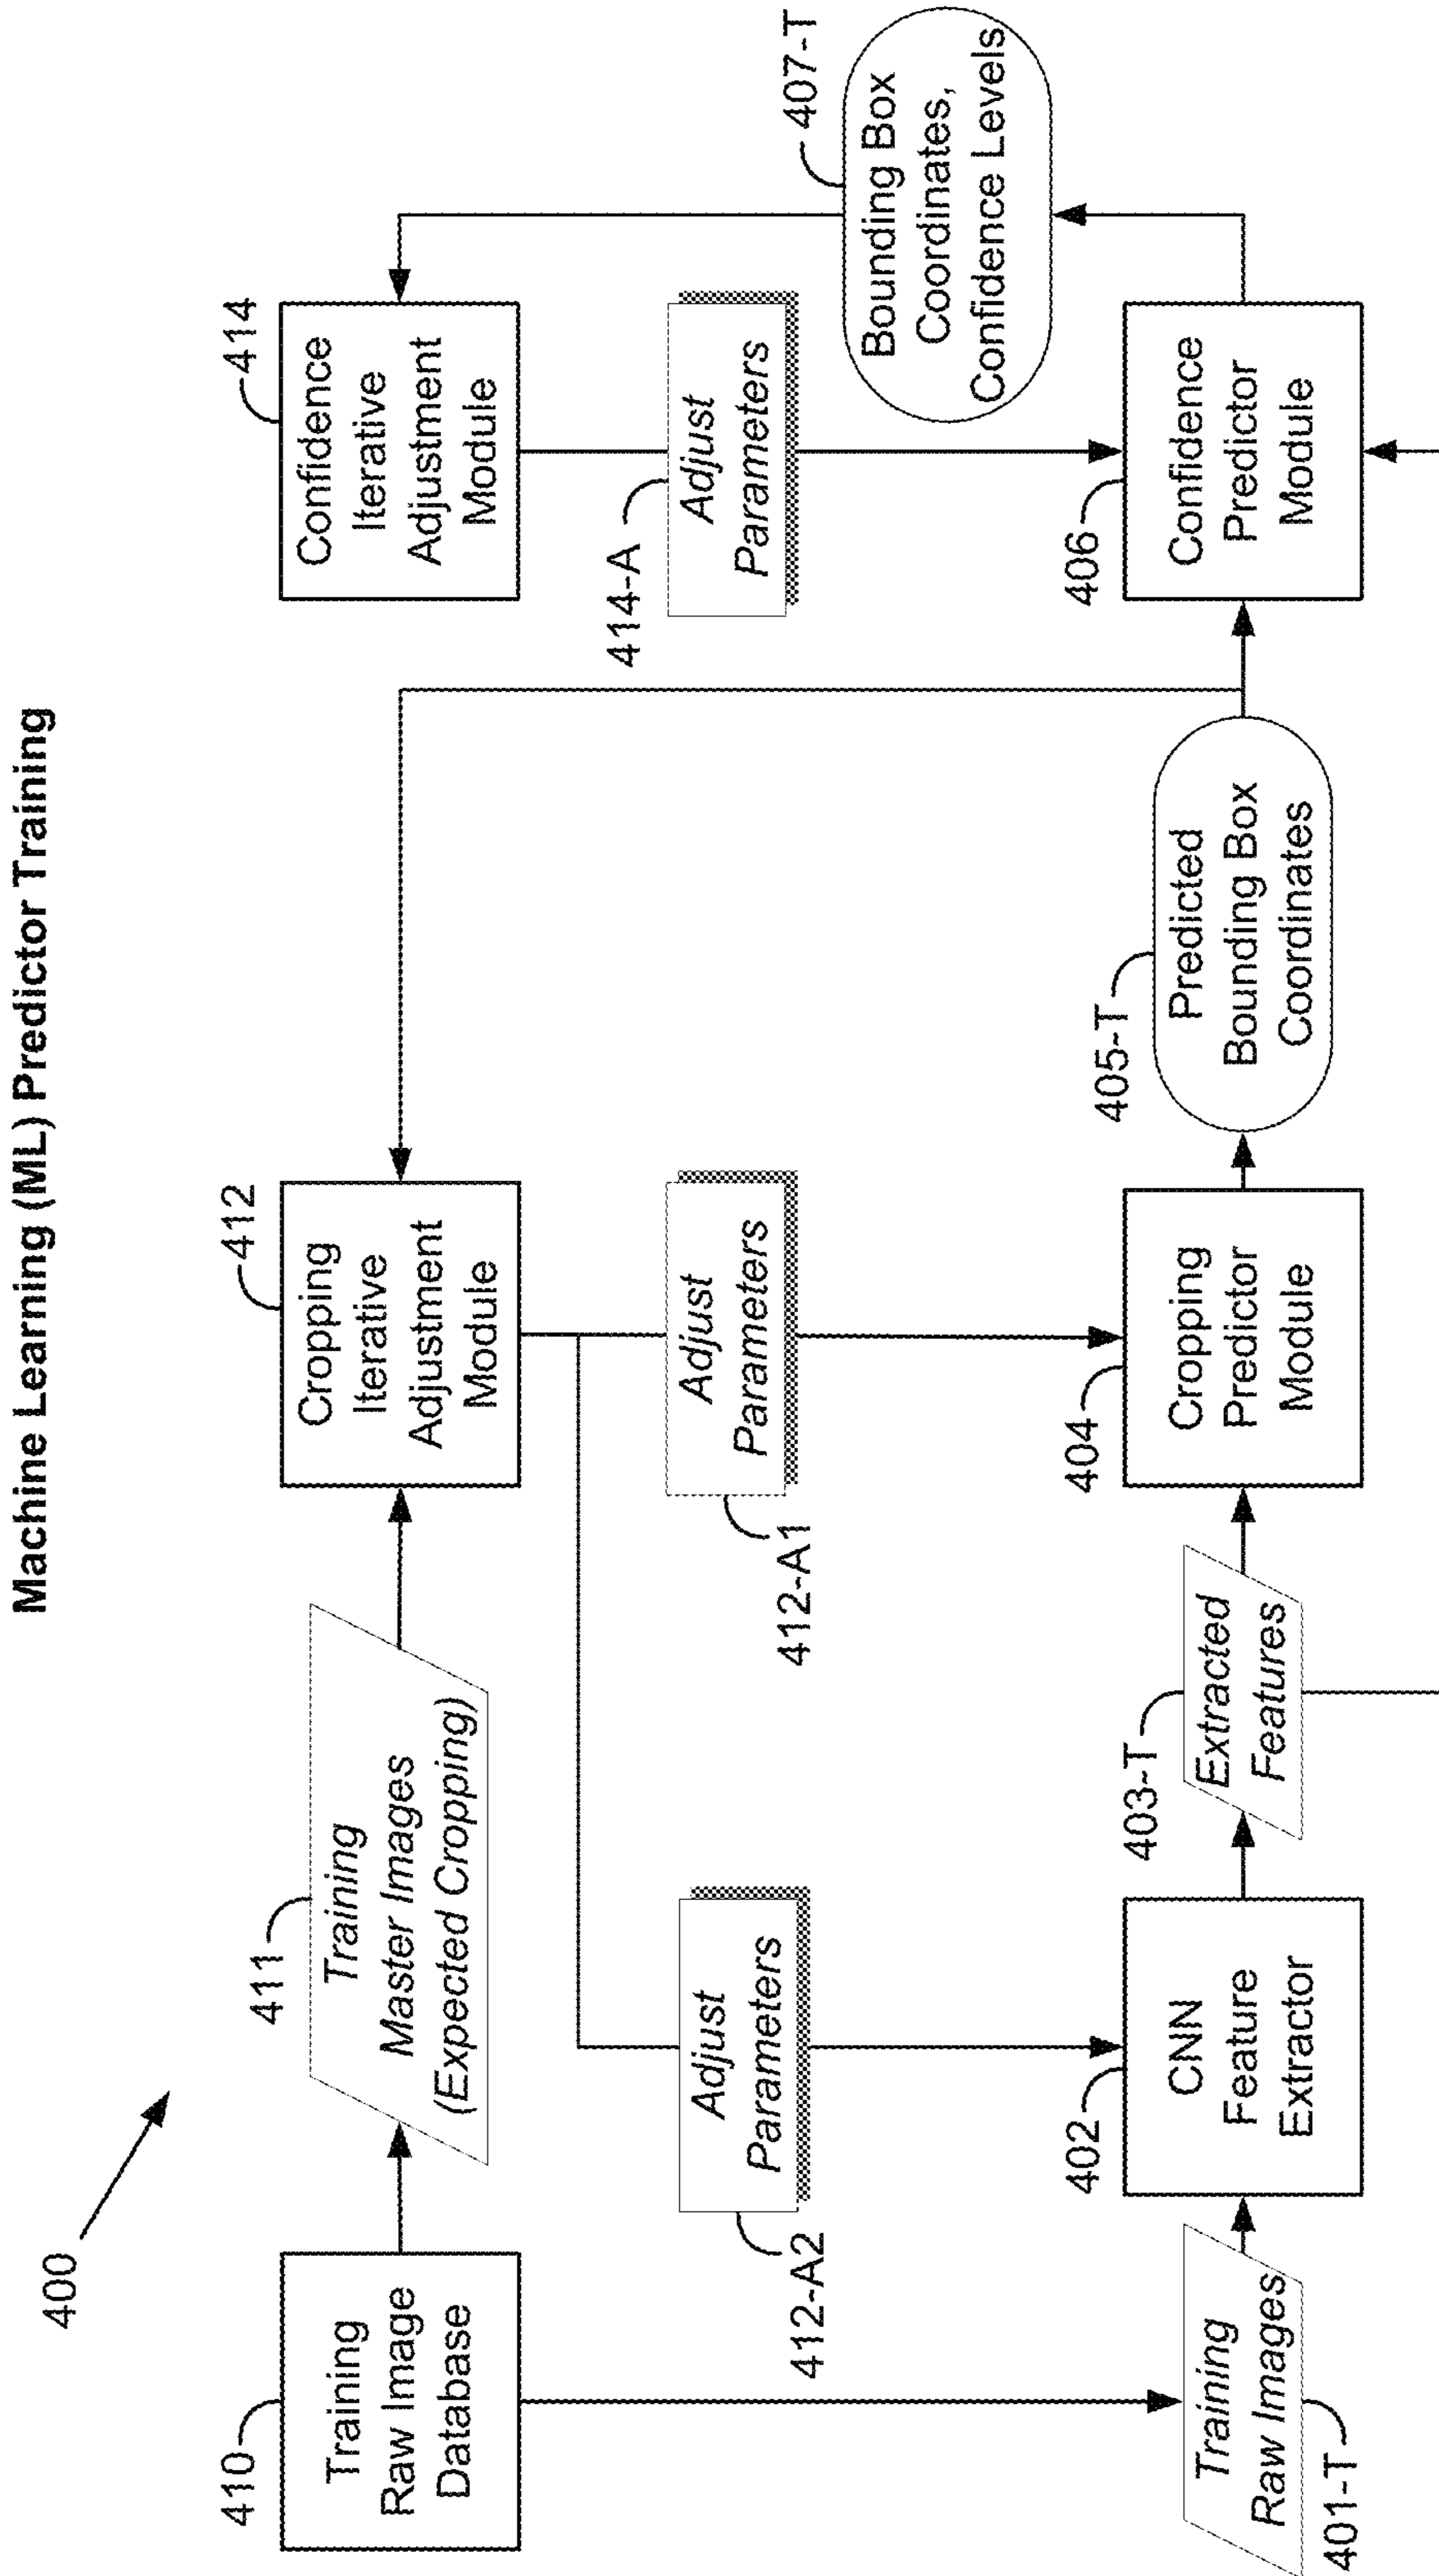 Machine Learning (ML) Predictor Training
400
410
Training
Raw Image
Database
411
Training
Master Images
(Expected Cropping)
412
Cropping
Iterative
Adjustment
Module
414
Confidence
Iterative
Adjustment
Module
Adjust
Parameters
412-A2
Adjust
Parameters
412-A1
414-A
Adjust
Parameters
407-T
Bounding Box
Coordinates,
Confidence Levels
Training
Raw Images
401-T
402
CNN
Feature
Extractor
403-T
Extracted
Features
404
Cropping
Predictor
Module
405-T
Predicted
Bounding Box
Coordinates
406
Confidence
Predictor
Module